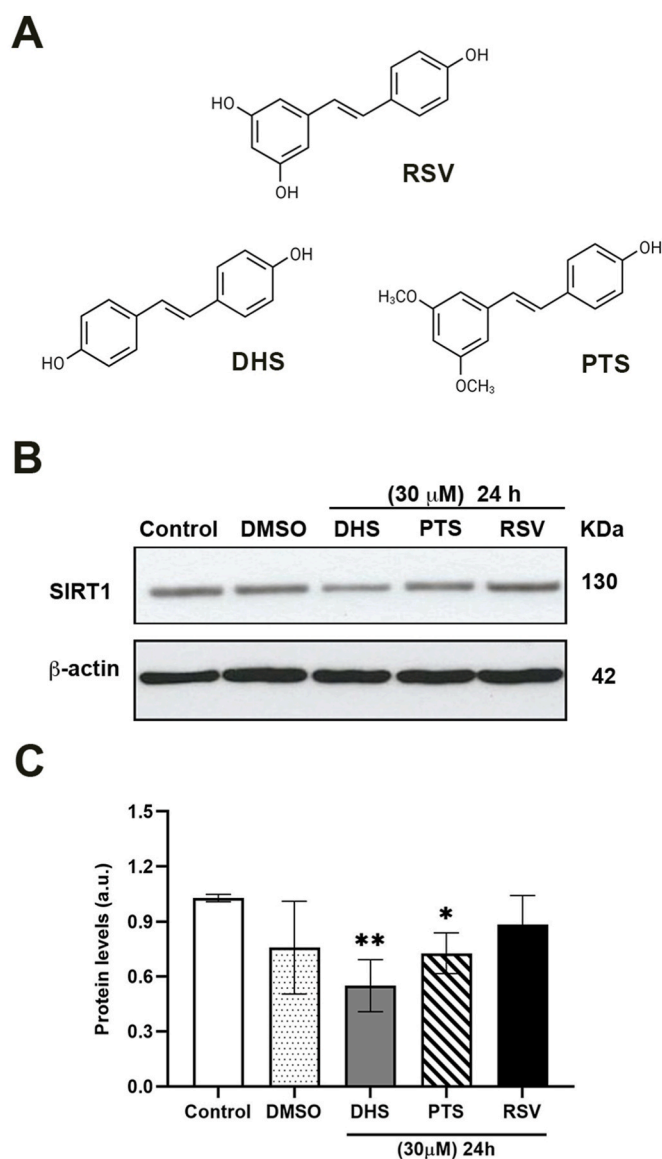 A
OH
HO
OH
RSV
OH
HO
DHS
OH
H₃CO
OCH₃
PTS
B
(30 μM) 24 h
Control DMSO DHS PTS RSV KDa
SIRT1 130
β-actin 42
C
Protein levels (a.u.)
1.5
1.2
0.9
0.6
0.3
0.0
** *
Control DMSO DHS PTS RSV
(30μM) 24h